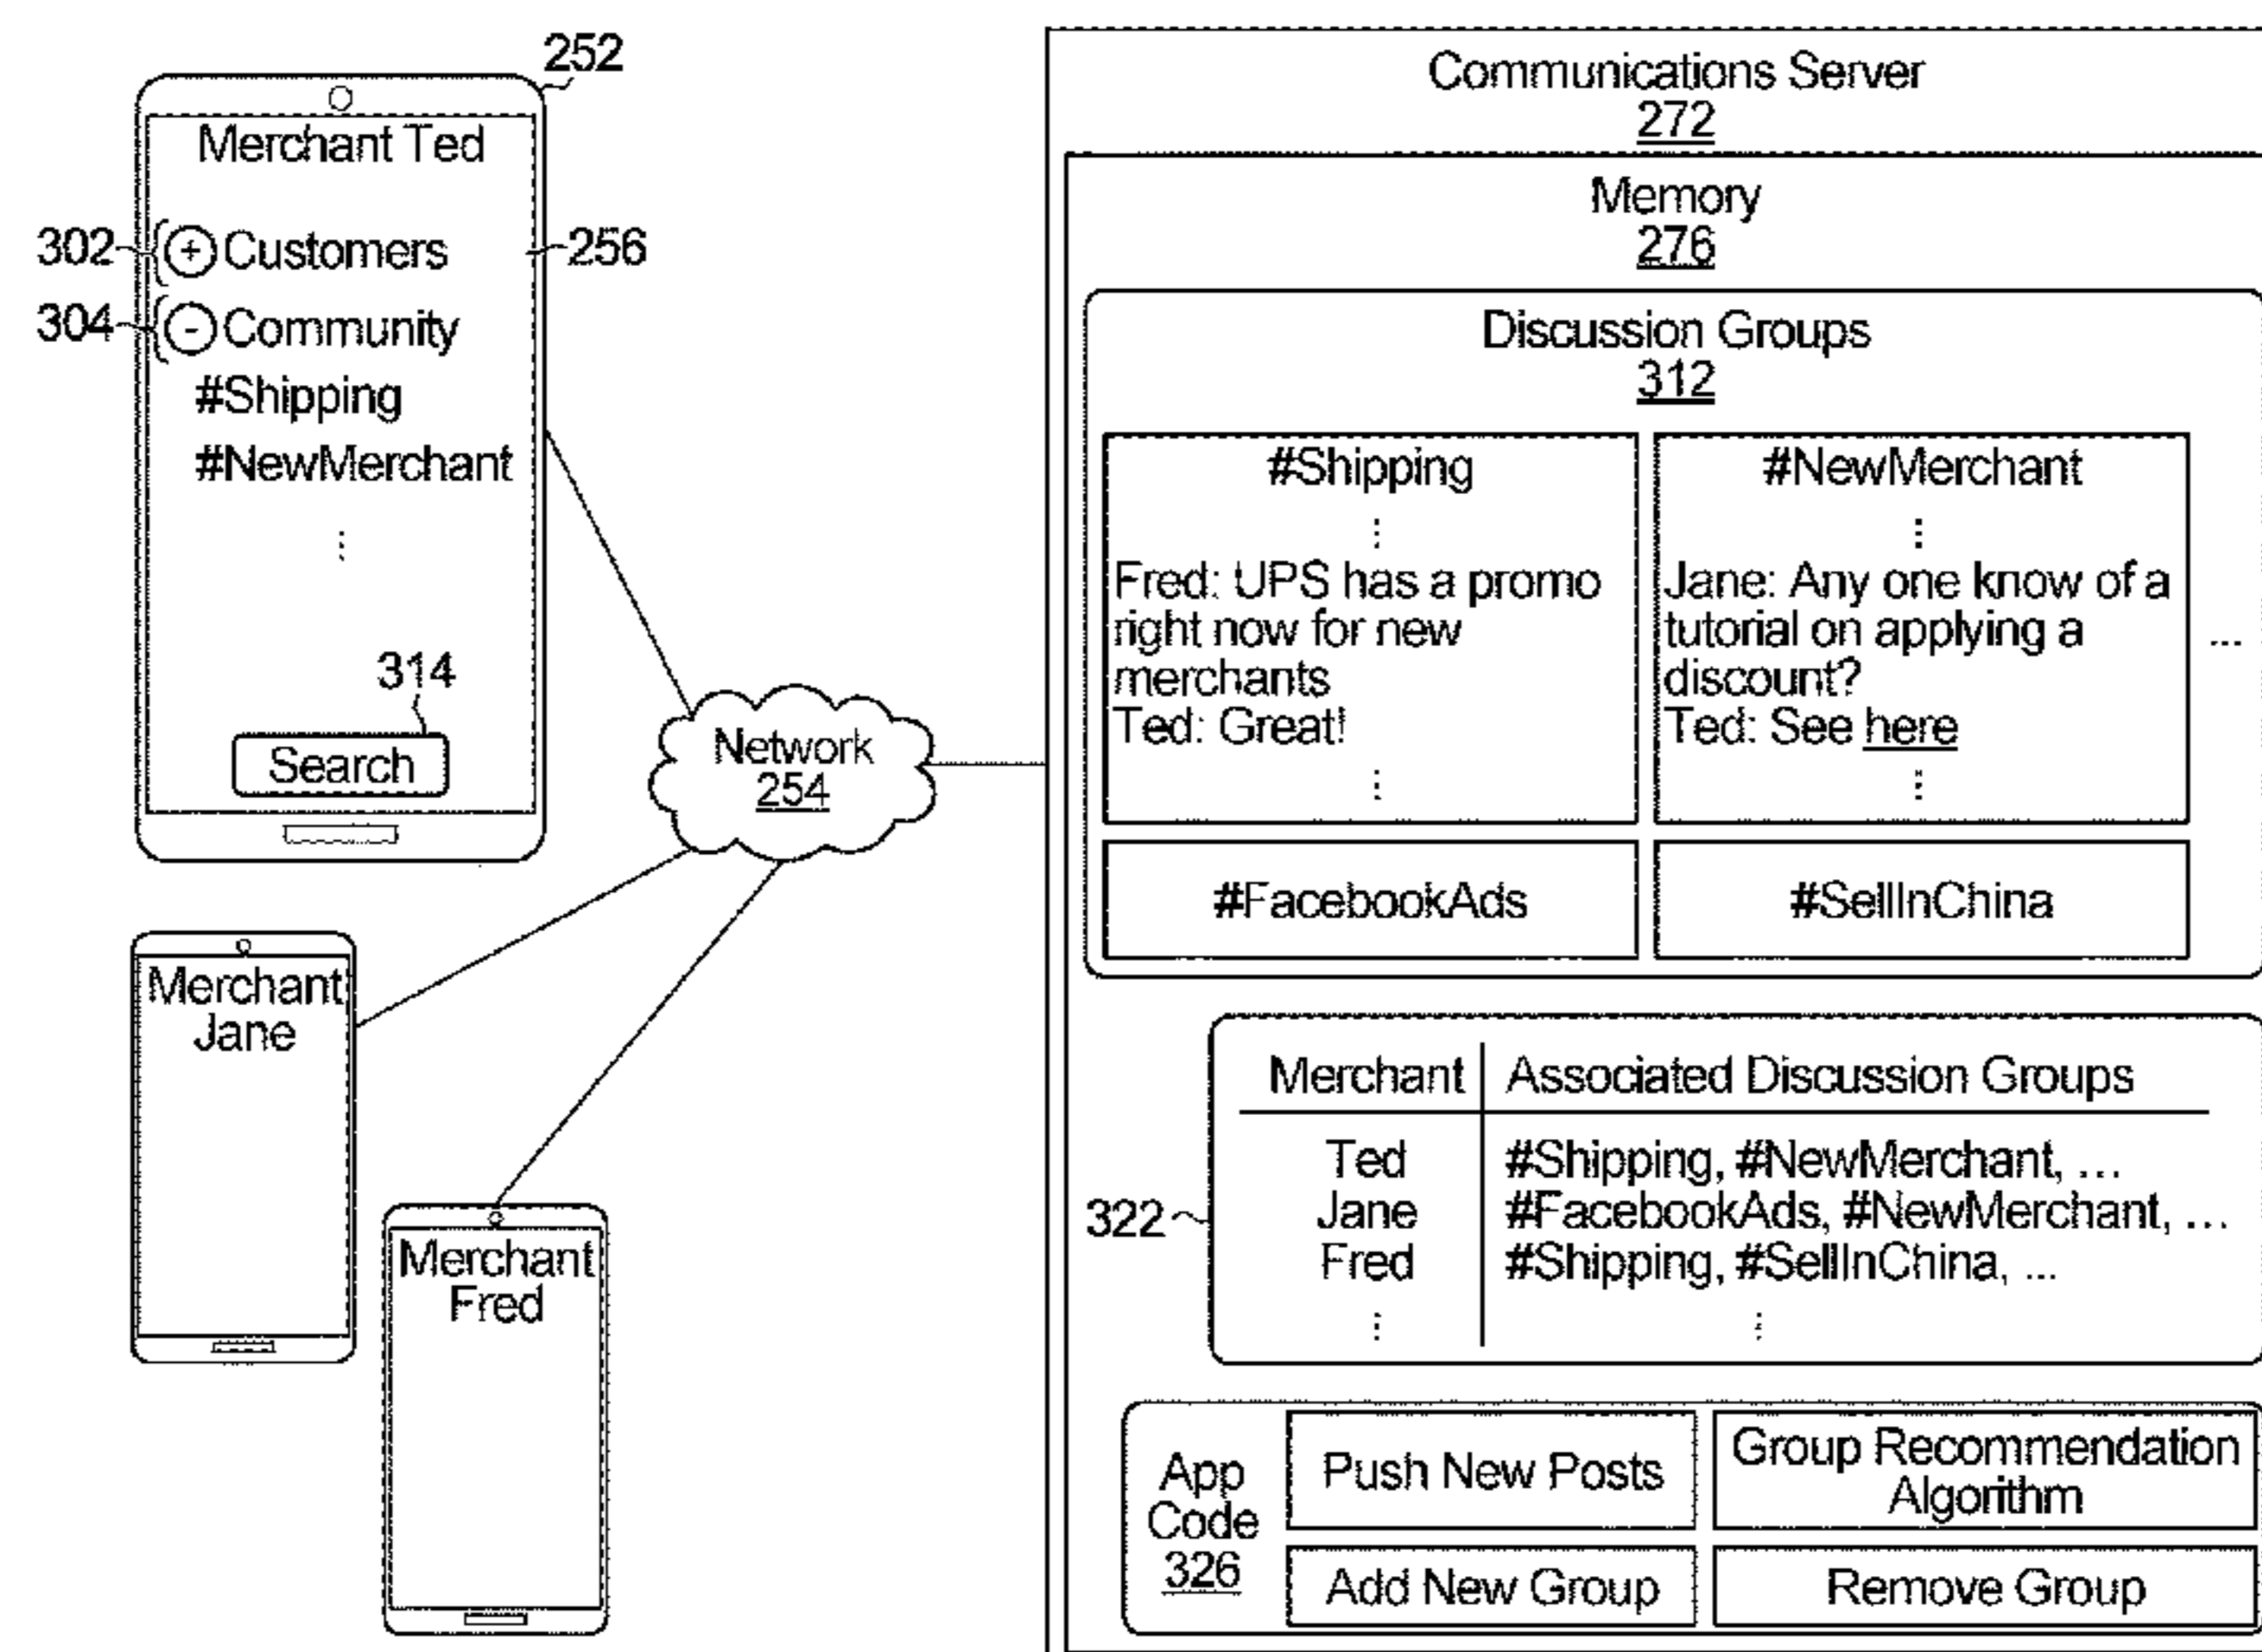 252
Merchant Ted
302
+ Customers
256
304
- Community
#Shipping
#NewMerchant
⋮
314
Search
Network
254
Merchant
Jane
Merchant
Fred
Communications Server
272
Memory
276
Discussion Groups
312
#Shipping
⋮
Fred: UPS has a promo
right now for new
merchants
Ted: Great!
⋮
#NewMerchant
⋮
Jane: Any one know of a
tutorial on applying a
discount?
Ted: See here
⋮
...
#FacebookAds
#SellInChina
322
Merchant Associated Discussion Groups
Ted #Shipping, #NewMerchant, ...
Jane #FacebookAds, #NewMerchant, ...
Fred #Shipping, #SellInChina, ...
⋮ ⋮
App
Code
326
Push New Posts
Group Recommendation
Algorithm
Add New Group
Remove Group